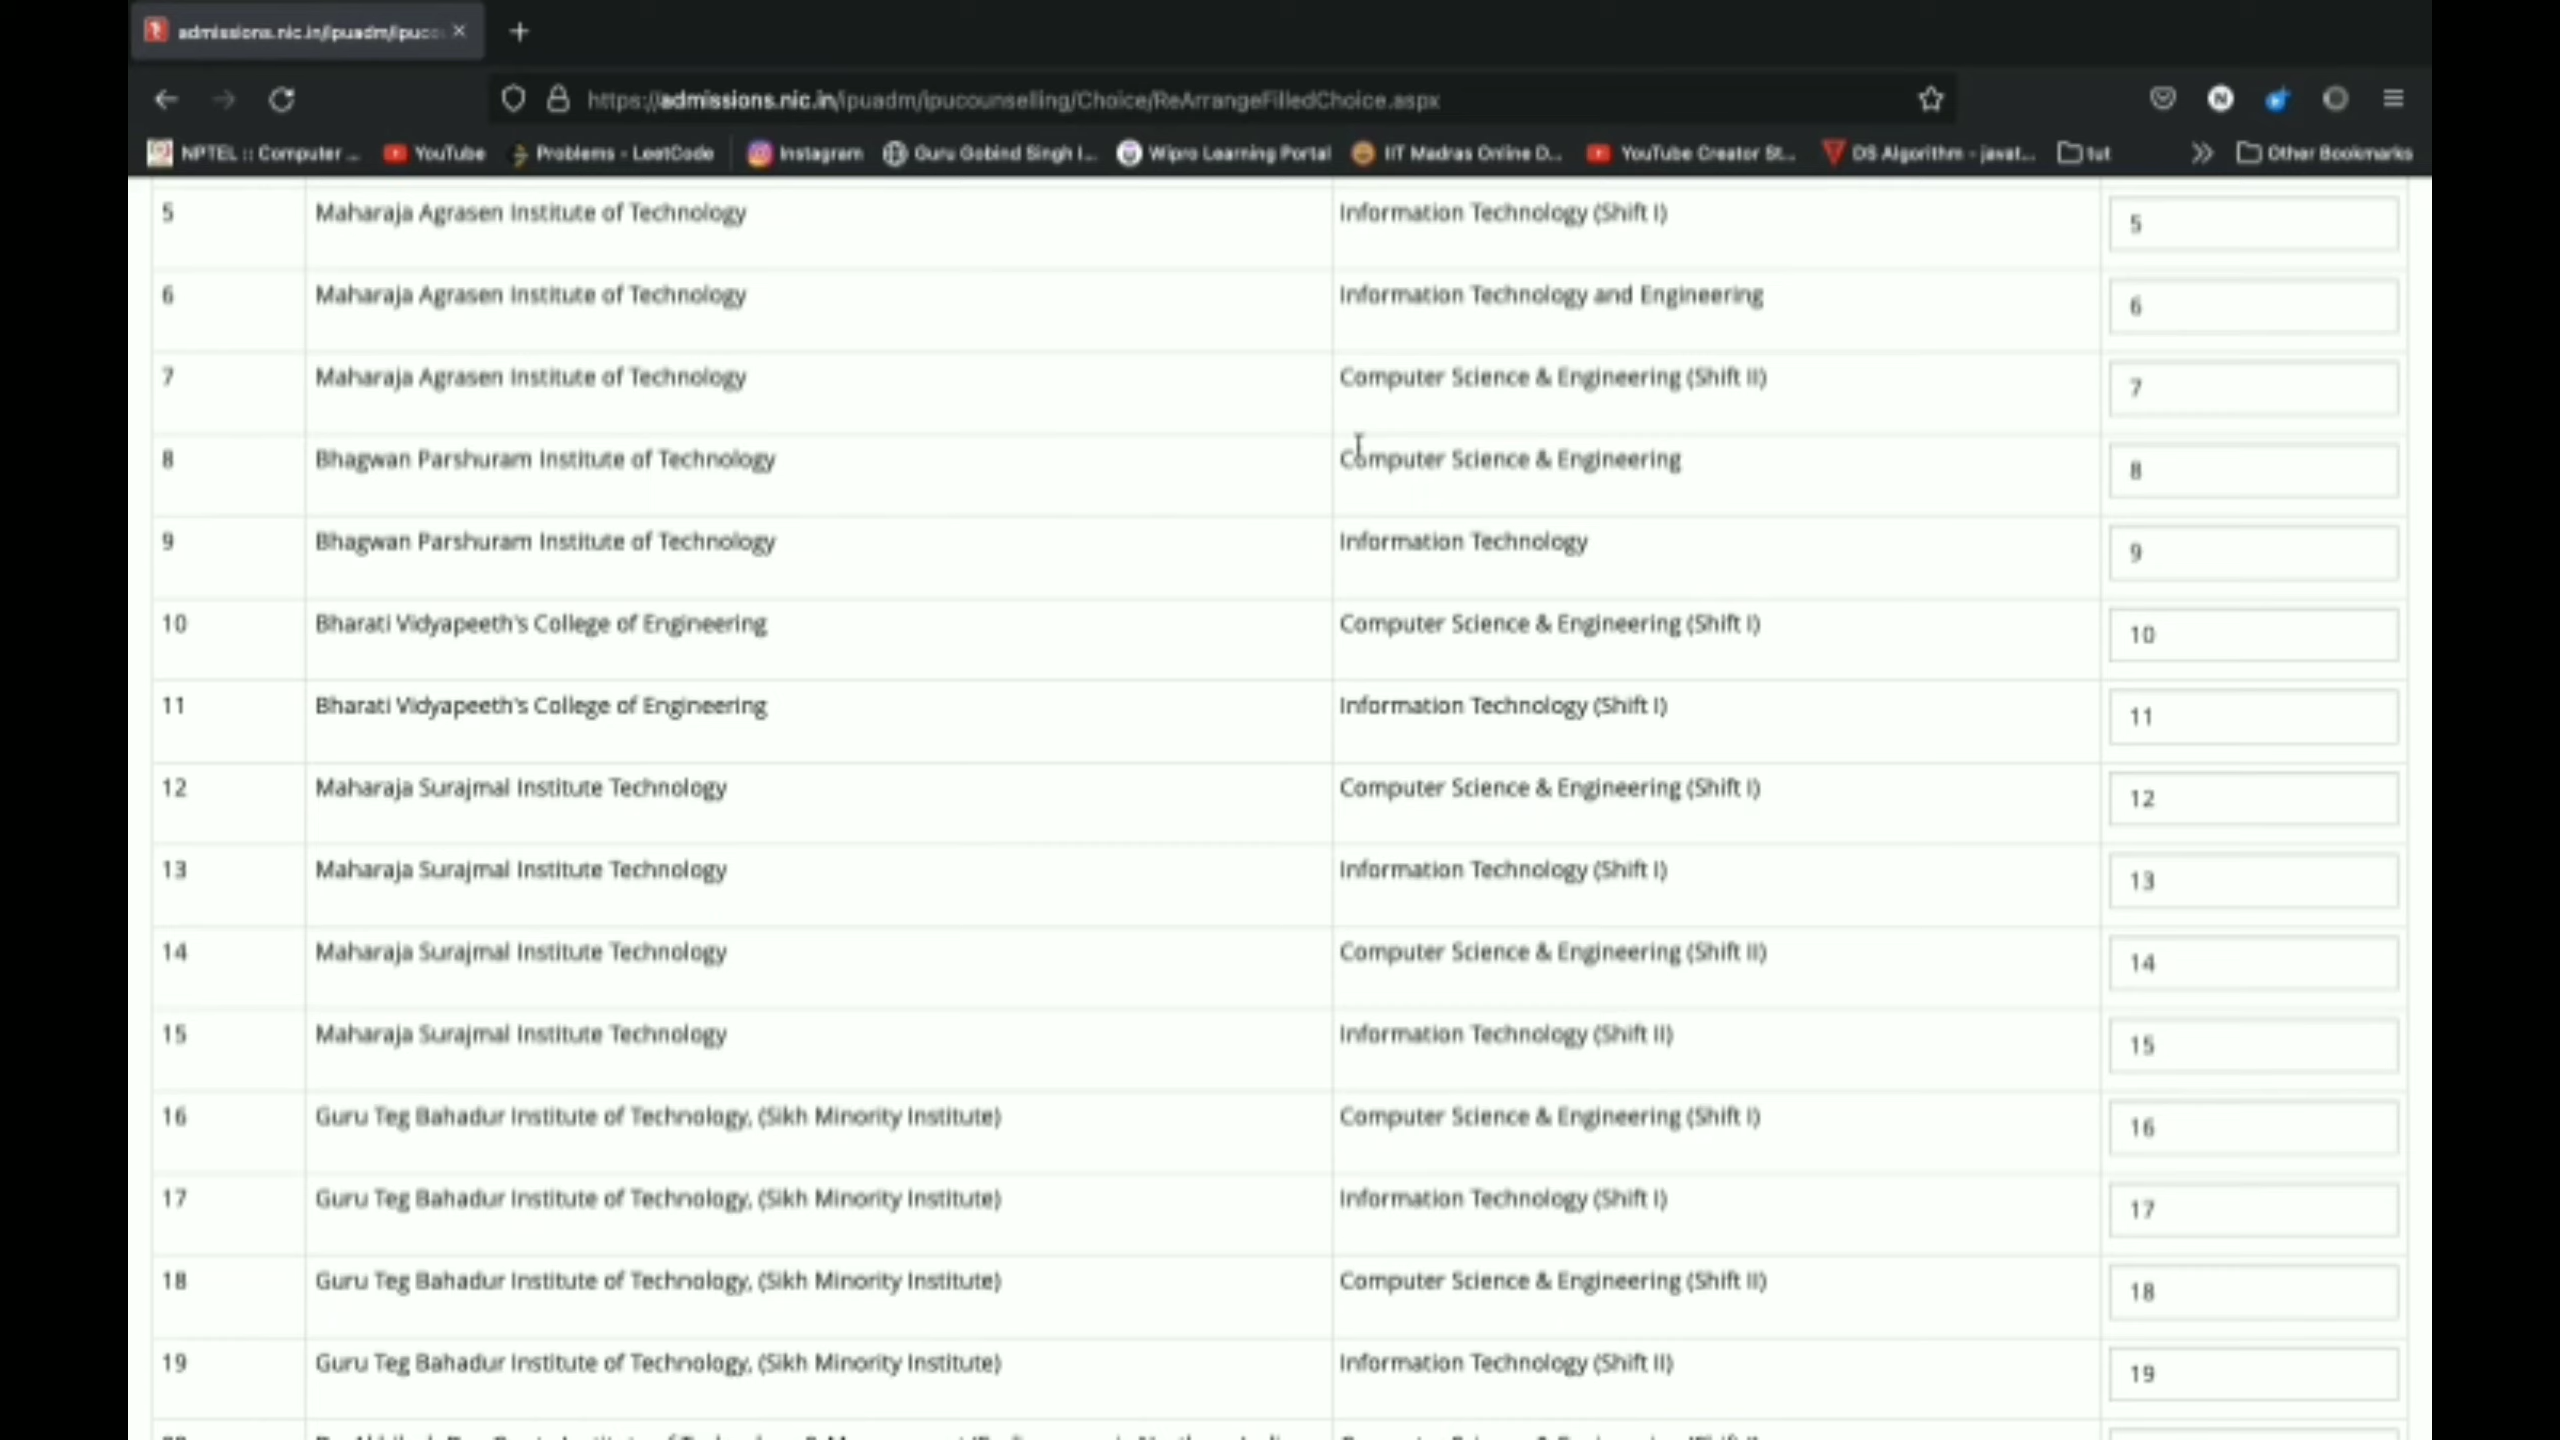 admissions.nic.in/ipuadm/ipuco
https://admissions.nic.in/ipuadm/ipucounselling/Choice/ReArrangeFilledChoice.aspx
NPTEL :: Computer ... YouTube Problems - LeetCode Instagram Guru Gobind Singh I... Wipro Learning Portal IIT Madras Online D... YouTube Creator St... DS Algorithm - javat... tut Other Bookmarks
5 Maharaja Agrasen Institute of Technology Information Technology (Shift I) 5
6 Maharaja Agrasen Institute of Technology Information Technology and Engineering 6
7 Maharaja Agrasen Institute of Technology Computer Science & Engineering (Shift II) 7
8 Bhagwan Parshuram Institute of Technology Computer Science & Engineering 8
9 Bhagwan Parshuram Institute of Technology Information Technology 9
10 Bharati Vidyapeeth's College of Engineering Computer Science & Engineering (Shift I) 10
11 Bharati Vidyapeeth's College of Engineering Information Technology (Shift I) 11
12 Maharaja Surajmal Institute Technology Computer Science & Engineering (Shift I) 12
13 Maharaja Surajmal Institute Technology Information Technology (Shift I) 13
14 Maharaja Surajmal Institute Technology Computer Science & Engineering (Shift II) 14
15 Maharaja Surajmal Institute Technology Information Technology (Shift II) 15
16 Guru Teg Bahadur Institute of Technology, (Sikh Minority Institute) Computer Science & Engineering (Shift I) 16
17 Guru Teg Bahadur Institute of Technology, (Sikh Minority Institute) Information Technology (Shift I) 17
18 Guru Teg Bahadur Institute of Technology, (Sikh Minority Institute) Computer Science & Engineering (Shift II) 18
19 Guru Teg Bahadur Institute of Technology, (Sikh Minority Institute) Information Technology (Shift II) 19